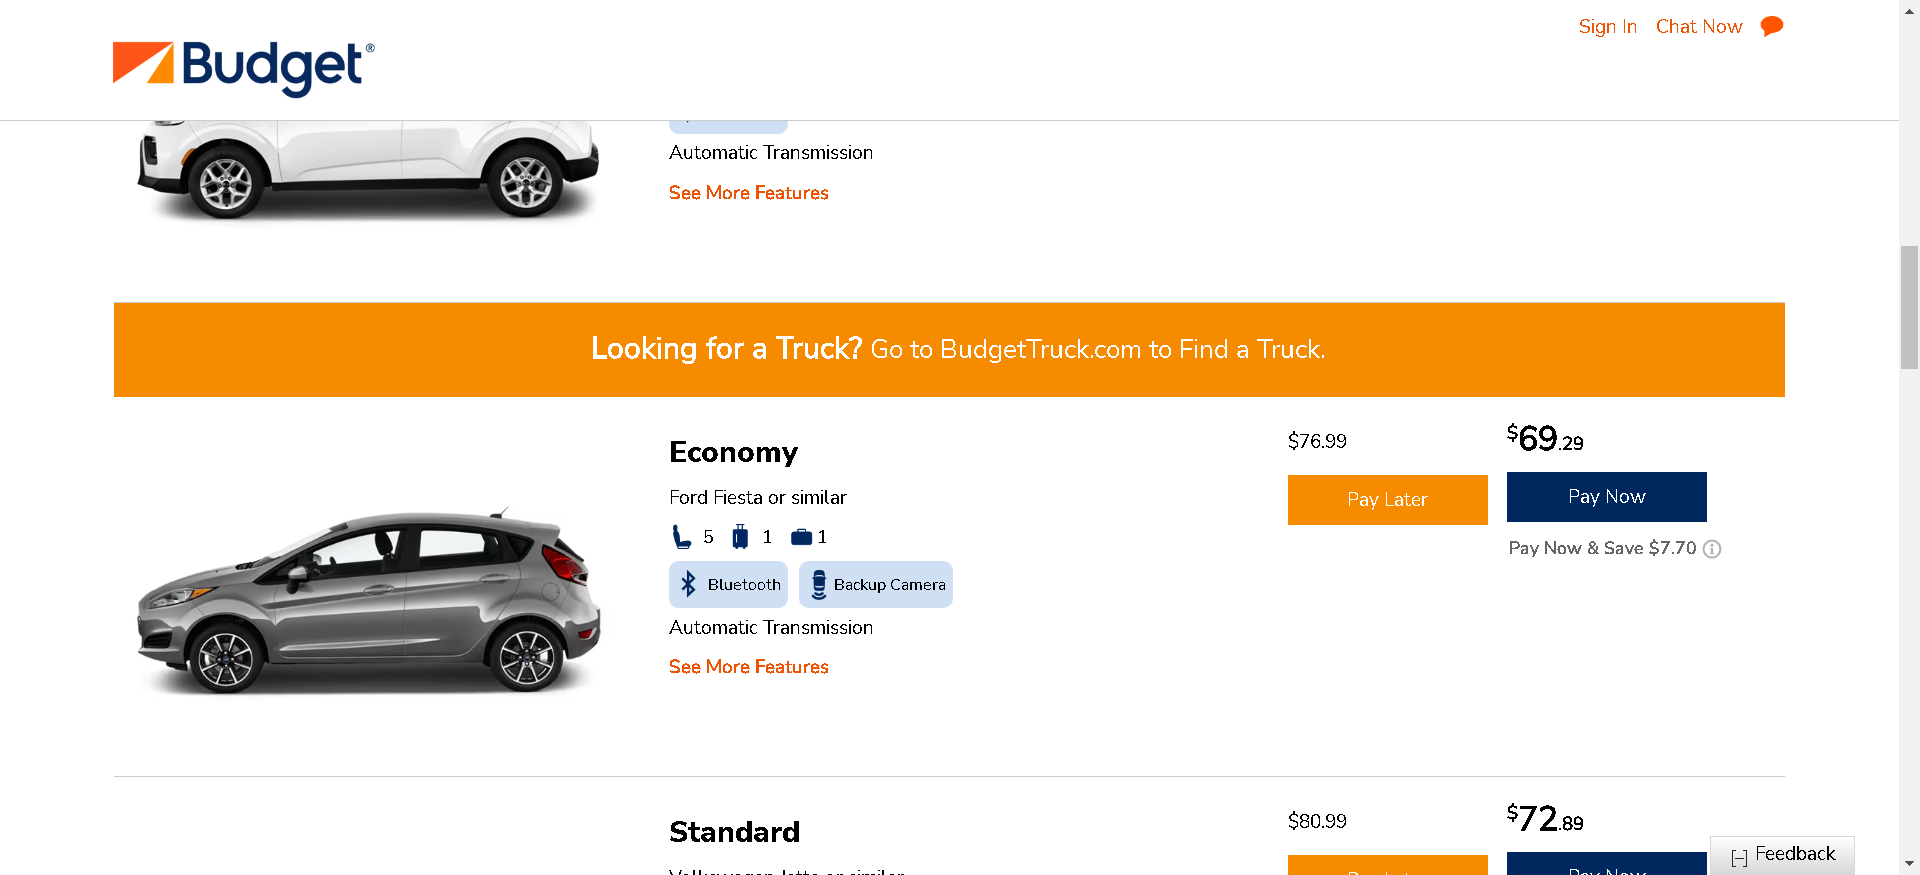 Sign In Chat Now
Budget®
Automatic Transmission
See More Features
Looking for a Truck? Go to BudgetTruck.com to Find a Truck.
Economy
Ford Fiesta or similar
5 1 1
Bluetooth Backup Camera
Automatic Transmission
See More Features
$76.99
Pay Later
$69.29
Pay Now
Pay Now & Save $7.70
Standard
$80.99
$72.89
Pay Now
[-] Feedback